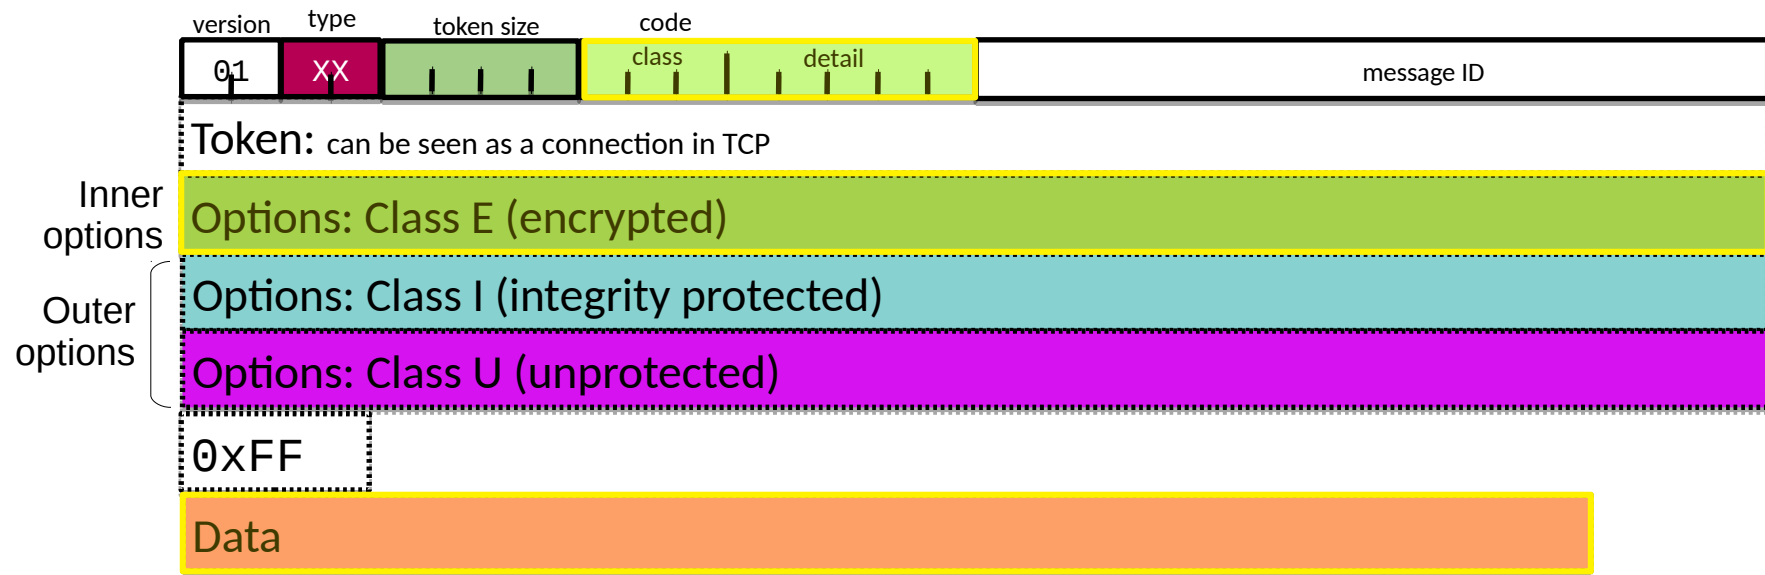 version type token size code
01 XX class detail message ID
Token: can be seen as a connection in TCP
Inner
options
Options: Class E (encrypted)
Outer
options
Options: Class I (integrity protected)
Options: Class U (unprotected)
0xFF
Data